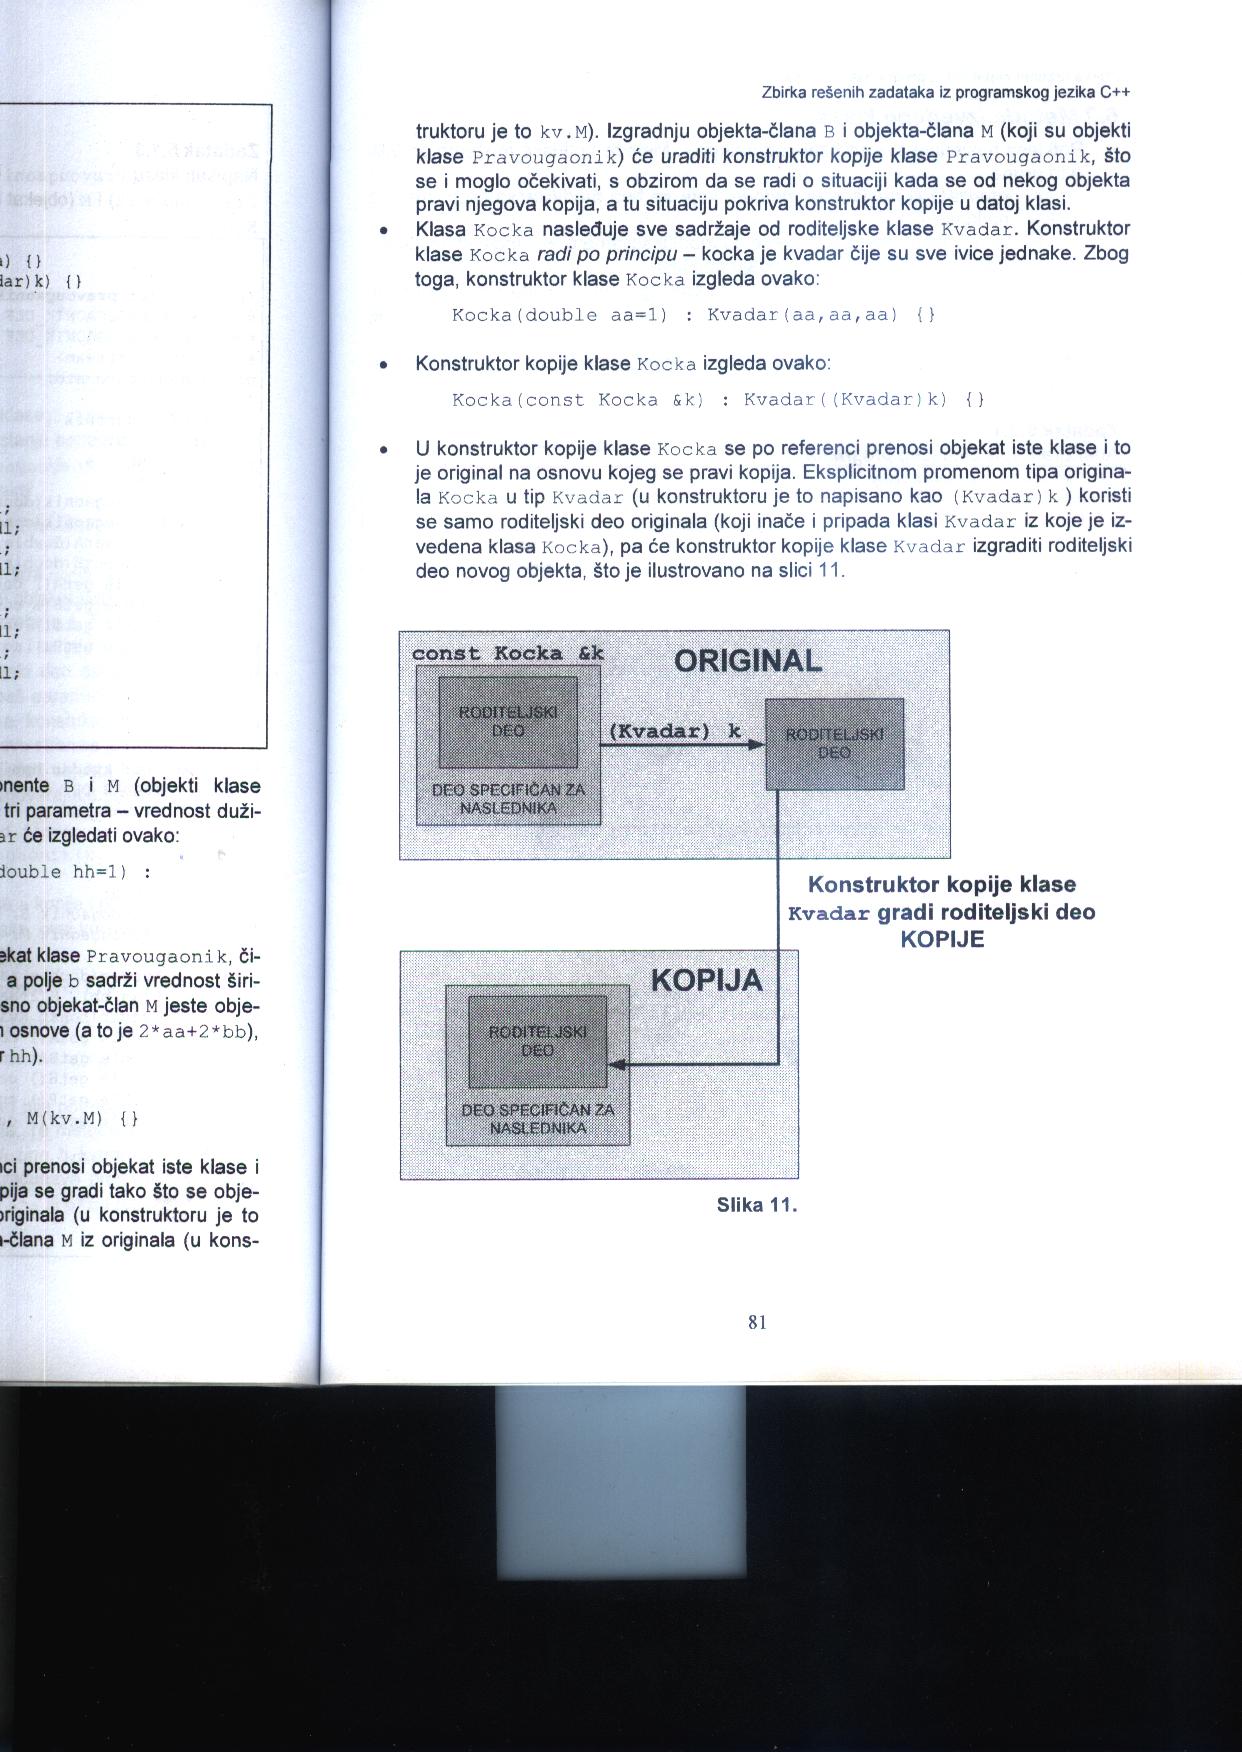 a) {}
dar)k) {}
ll;
;
ll;
;
ll;
;
ll;
nente B i M (objekti klase
tri parametra – vrednost duži-
ar će izgledati ovako:
double hh=1) :
ekat klase Pravougaonik, či-
a polje b sadrži vrednost širi-
sno objekat-član M jeste obje-
osnove (a to je 2*aa+2*bb),
r hh).
, M(kv.M) {}
nci prenosi objekat iste klase i
pija se gradi tako što se obje-
originala (u konstruktoru je to
a-člana M iz originala (u kons-
Zbirka rešenih zadataka iz programskog jezika C++
truktoru je to kv.M). Izgradnju objekta-člana B i objekta-člana M (koji su objekti
klase Pravougaonik) će uraditi konstruktor kopije klase Pravougaonik, što
se i moglo očekivati, s obzirom da se radi o situaciji kada se od nekog objekta
pravi njegova kopija, a tu situaciju pokriva konstruktor kopije u datoj klasi.
• Klasa Kocka nasleđuje sve sadržaje od roditeljske klase Kvadar. Konstruktor
klase Kocka radi po principu – kocka je kvadar čije su sve ivice jednake. Zbog
toga, konstruktor klase Kocka izgleda ovako:
Kocka(double aa=1) : Kvadar(aa,aa,aa) {}
• Konstruktor kopije klase Kocka izgleda ovako:
Kocka(const Kocka &k) : Kvadar((Kvadar)k) {}
• U konstruktor kopije klase Kocka se po referenci prenosi objekat iste klase i to
je original na osnovu kojeg se pravi kopija. Eksplicitnom promenom tipa origina-
la Kocka u tip Kvadar (u konstruktoru je to napisano kao (Kvadar)k ) koristi
se samo roditeljski deo originala (koji inače i pripada klasi Kvadar iz koje je iz-
vedena klasa Kocka), pa će konstruktor kopije klase Kvadar izgraditi roditeljski
deo novog objekta, što je ilustrovano na slici 11.
const Kocka &k
ORIGINAL
RODITELJSKI
DEO
(Kvadar) k
RODITELJSKI
DEO
DEO SPECIFIČAN ZA
NASLEDNIKA
Konstruktor kopije klase
Kvadar gradi roditeljski deo
KOPIJE
KOPIJA
RODITELJSKI
DEO
DEO SPECIFIČAN ZA
NASLEDNIKA
Slika 11.
81